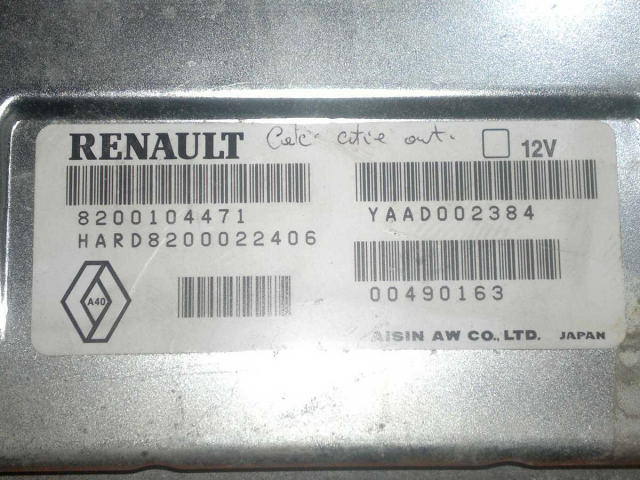 RENAULT 12V
8200104471 YAAD002384
HARD8200022406
00490163
A40
AISIN AW CO., LTD. JAPAN